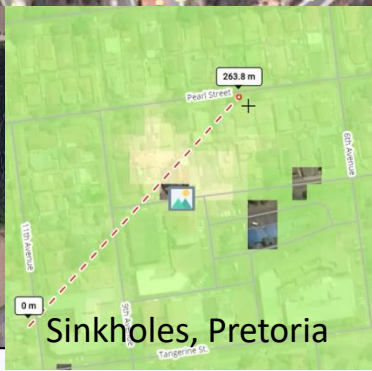 263.8 m
Pearl Street
6th Avenue
11th Avenue
0 m
9th Avenue
Sinkholes, Pretoria
Tangerine St.